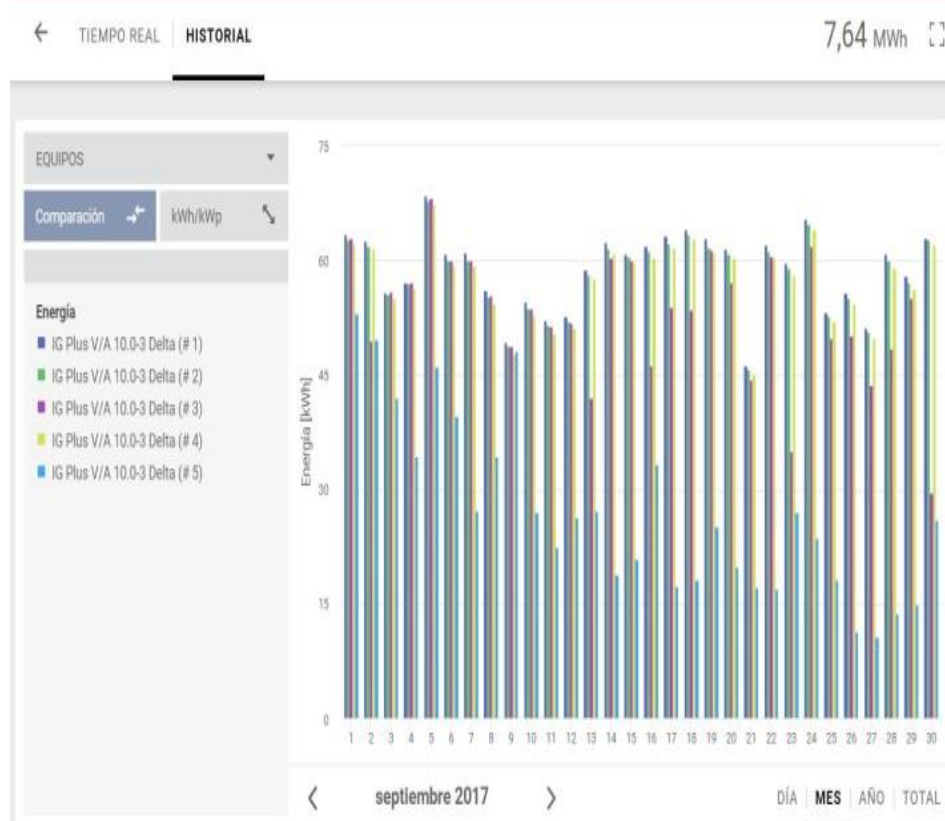 TIEMPO REAL HISTORIAL 7,64 MWh
EQUIPOS
Comparación kWh/kWp
Energía
IG Plus V/A 10.0-3 Delta (# 1)
IG Plus V/A 10.0-3 Delta (# 2)
IG Plus V/A 10.0-3 Delta (# 3)
IG Plus V/A 10.0-3 Delta (# 4)
IG Plus V/A 10.0-3 Delta (# 5)
Energía [kWh]
75
60
45
30
15
0
1 2 3 4 5 6 7 8 9 10 11 12 13 14 15 16 17 18 19 20 21 22 23 24 25 26 27 28 29 30
septiembre 2017
DÍA MES AÑO TOTAL